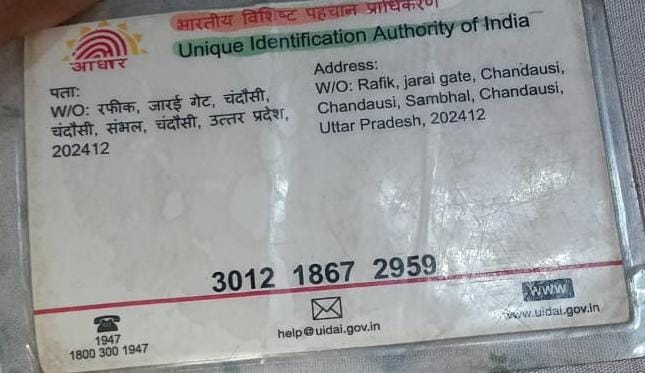 भारतीय विशिष्ट पहचान प्राधिकरण
Unique Identification Authority of India
आधार
पता:
W/O: रफीक, जारई गेट, चंदौसी,
चंदौसी, संभल, चंदौसी, उत्तर प्रदेश,
202412
Address:
W/O: Rafik, jarai gate, Chandausi,
Chandausi, Sambhal, Chandausi,
Uttar Pradesh, 202412
3012 1867 2959
1947
1800 300 1947
help@uidai.gov.in
www
www.uidai.gov.in